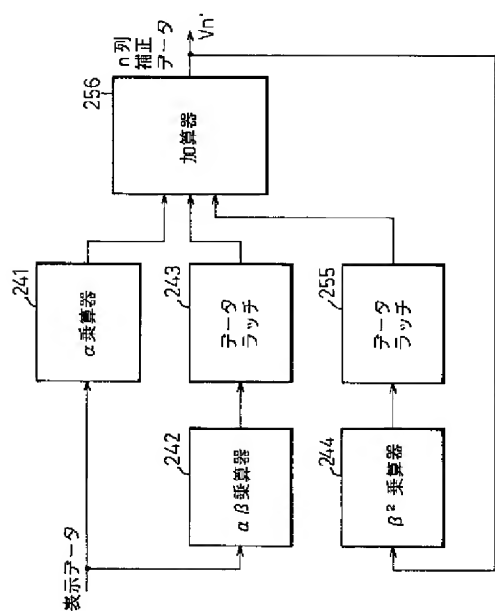 表示データ
241
α乗算器
242
αβ乗算器
243
データ
ラッチ
244
β² 乗算器
255
データ
ラッチ
256
加算器
n列
補正
データ
Vn'